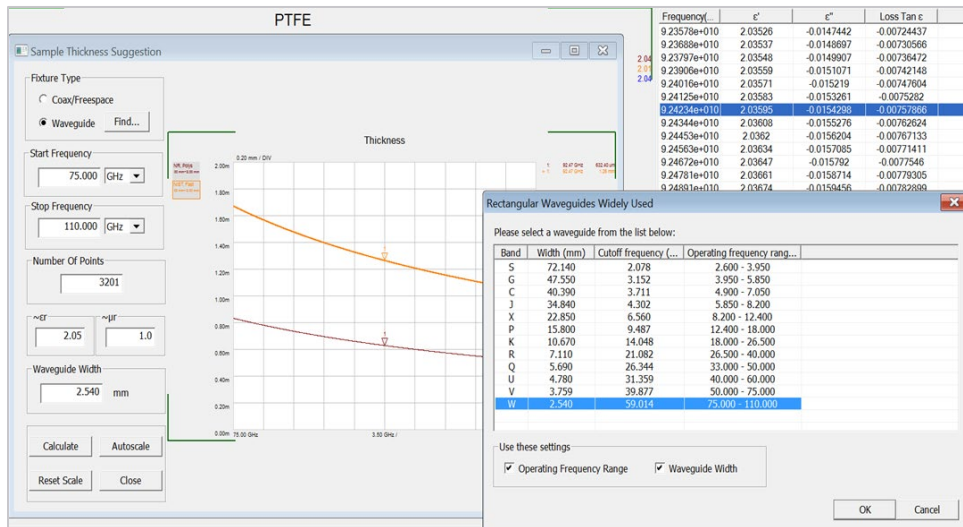 PTFE
Sample Thickness Suggestion
Fixture Type
Coax/Freespace
Waveguide
Find...
Start Frequency
75.000 GHz
Stop Frequency
110.000 GHz
Number Of Points
3201
~εr
2.05
~μr
1.0
Waveguide Width
2.540 mm
Calculate Autoscale
Reset Scale Close
Thickness
0.20 mm / DIV
2.00m
1.80m
1.60m
1.40m
1.20m
1.00m
0.80m
0.60m
0.40m
0.20m
0.00m
75.00 GHz
3.50 GHz /
Frequency(... ε' ε'' Loss Tan ε
9.23578e+010 2.03526 -0.0147442 -0.00724437
9.23688e+010 2.03537 -0.0148697 -0.00730566
9.23797e+010 2.03548 -0.0149907 -0.00736472
9.23906e+010 2.03559 -0.0151071 -0.00742148
9.24016e+010 2.03571 -0.015219 -0.00747604
9.24125e+010 2.03583 -0.0153261 -0.0075282
9.24234e+010 2.03595 -0.0154298 -0.00757866
9.24344e+010 2.03608 -0.0155276 -0.00762624
9.24453e+010 2.0362 -0.0156204 -0.00767133
9.24563e+010 2.03634 -0.0157085 -0.00771411
9.24672e+010 2.03647 -0.015792 -0.0077546
9.24781e+010 2.03661 -0.0158714 -0.00779305
9.24891e+010 2.03674 -0.0159456 -0.00782899
Rectangular Waveguides Widely Used
Please select a waveguide from the list below:
Band Width (mm) Cutoff frequency (... Operating frequency rang...
S 72.140 2.078 2.600 - 3.950
G 47.550 3.152 3.950 - 5.850
C 40.390 3.711 4.900 - 7.050
J 34.840 4.302 5.850 - 8.200
X 22.850 6.560 8.200 - 12.400
P 15.800 9.487 12.400 - 18.000
K 10.670 14.048 18.000 - 26.500
R 7.110 21.082 26.500 - 40.000
Q 5.690 26.344 33.000 - 50.000
U 4.780 31.359 40.000 - 60.000
V 3.759 39.877 50.000 - 75.000
W 2.540 59.014 75.000 - 110.000
Use these settings
Operating Frequency Range Waveguide Width
OK Cancel